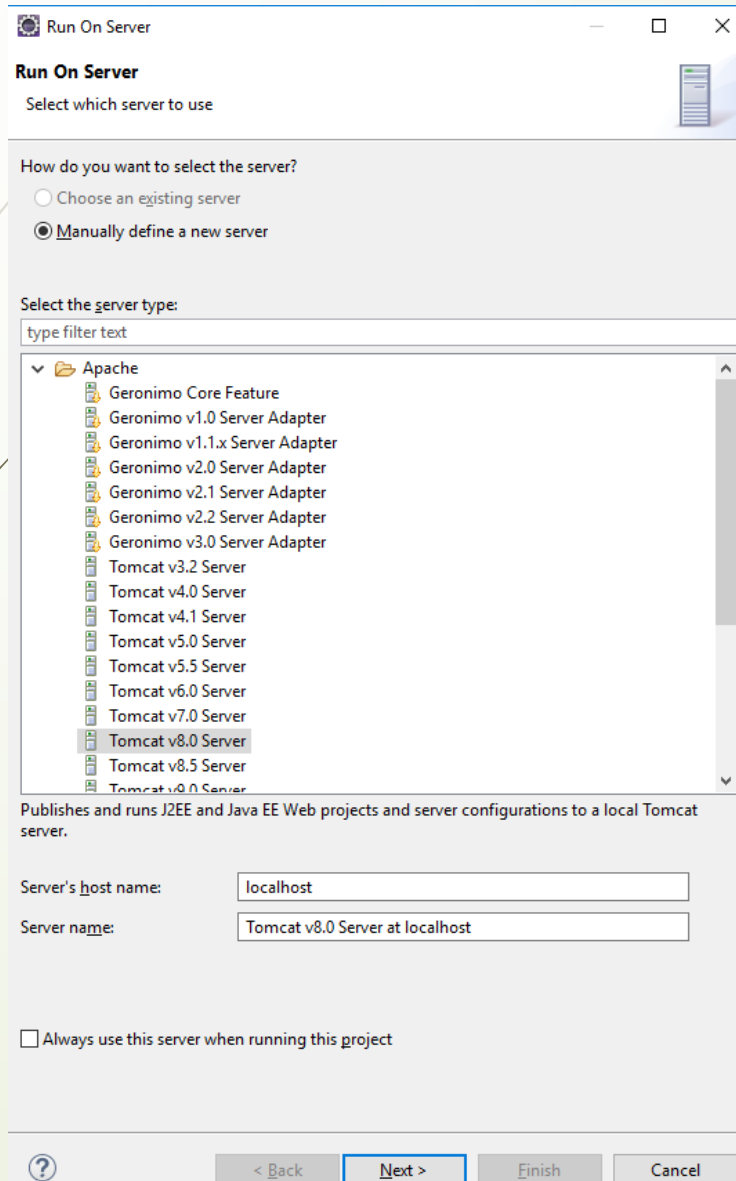 Run On Server
Run On Server
Select which server to use
How do you want to select the server?
Choose an existing server
Manually define a new server
Select the server type:
type filter text
Apache
Geronimo Core Feature
Geronimo v1.0 Server Adapter
Geronimo v1.1.x Server Adapter
Geronimo v2.0 Server Adapter
Geronimo v2.1 Server Adapter
Geronimo v2.2 Server Adapter
Geronimo v3.0 Server Adapter
Tomcat v3.2 Server
Tomcat v4.0 Server
Tomcat v4.1 Server
Tomcat v5.0 Server
Tomcat v5.5 Server
Tomcat v6.0 Server
Tomcat v7.0 Server
Tomcat v8.0 Server
Tomcat v8.5 Server
Tomcat v9.0 Server
Publishes and runs J2EE and Java EE Web projects and server configurations to a local Tomcat
server.
Server's host name: localhost
Server name: Tomcat v8.0 Server at localhost
Always use this server when running this project
? < Back Next > Finish Cancel